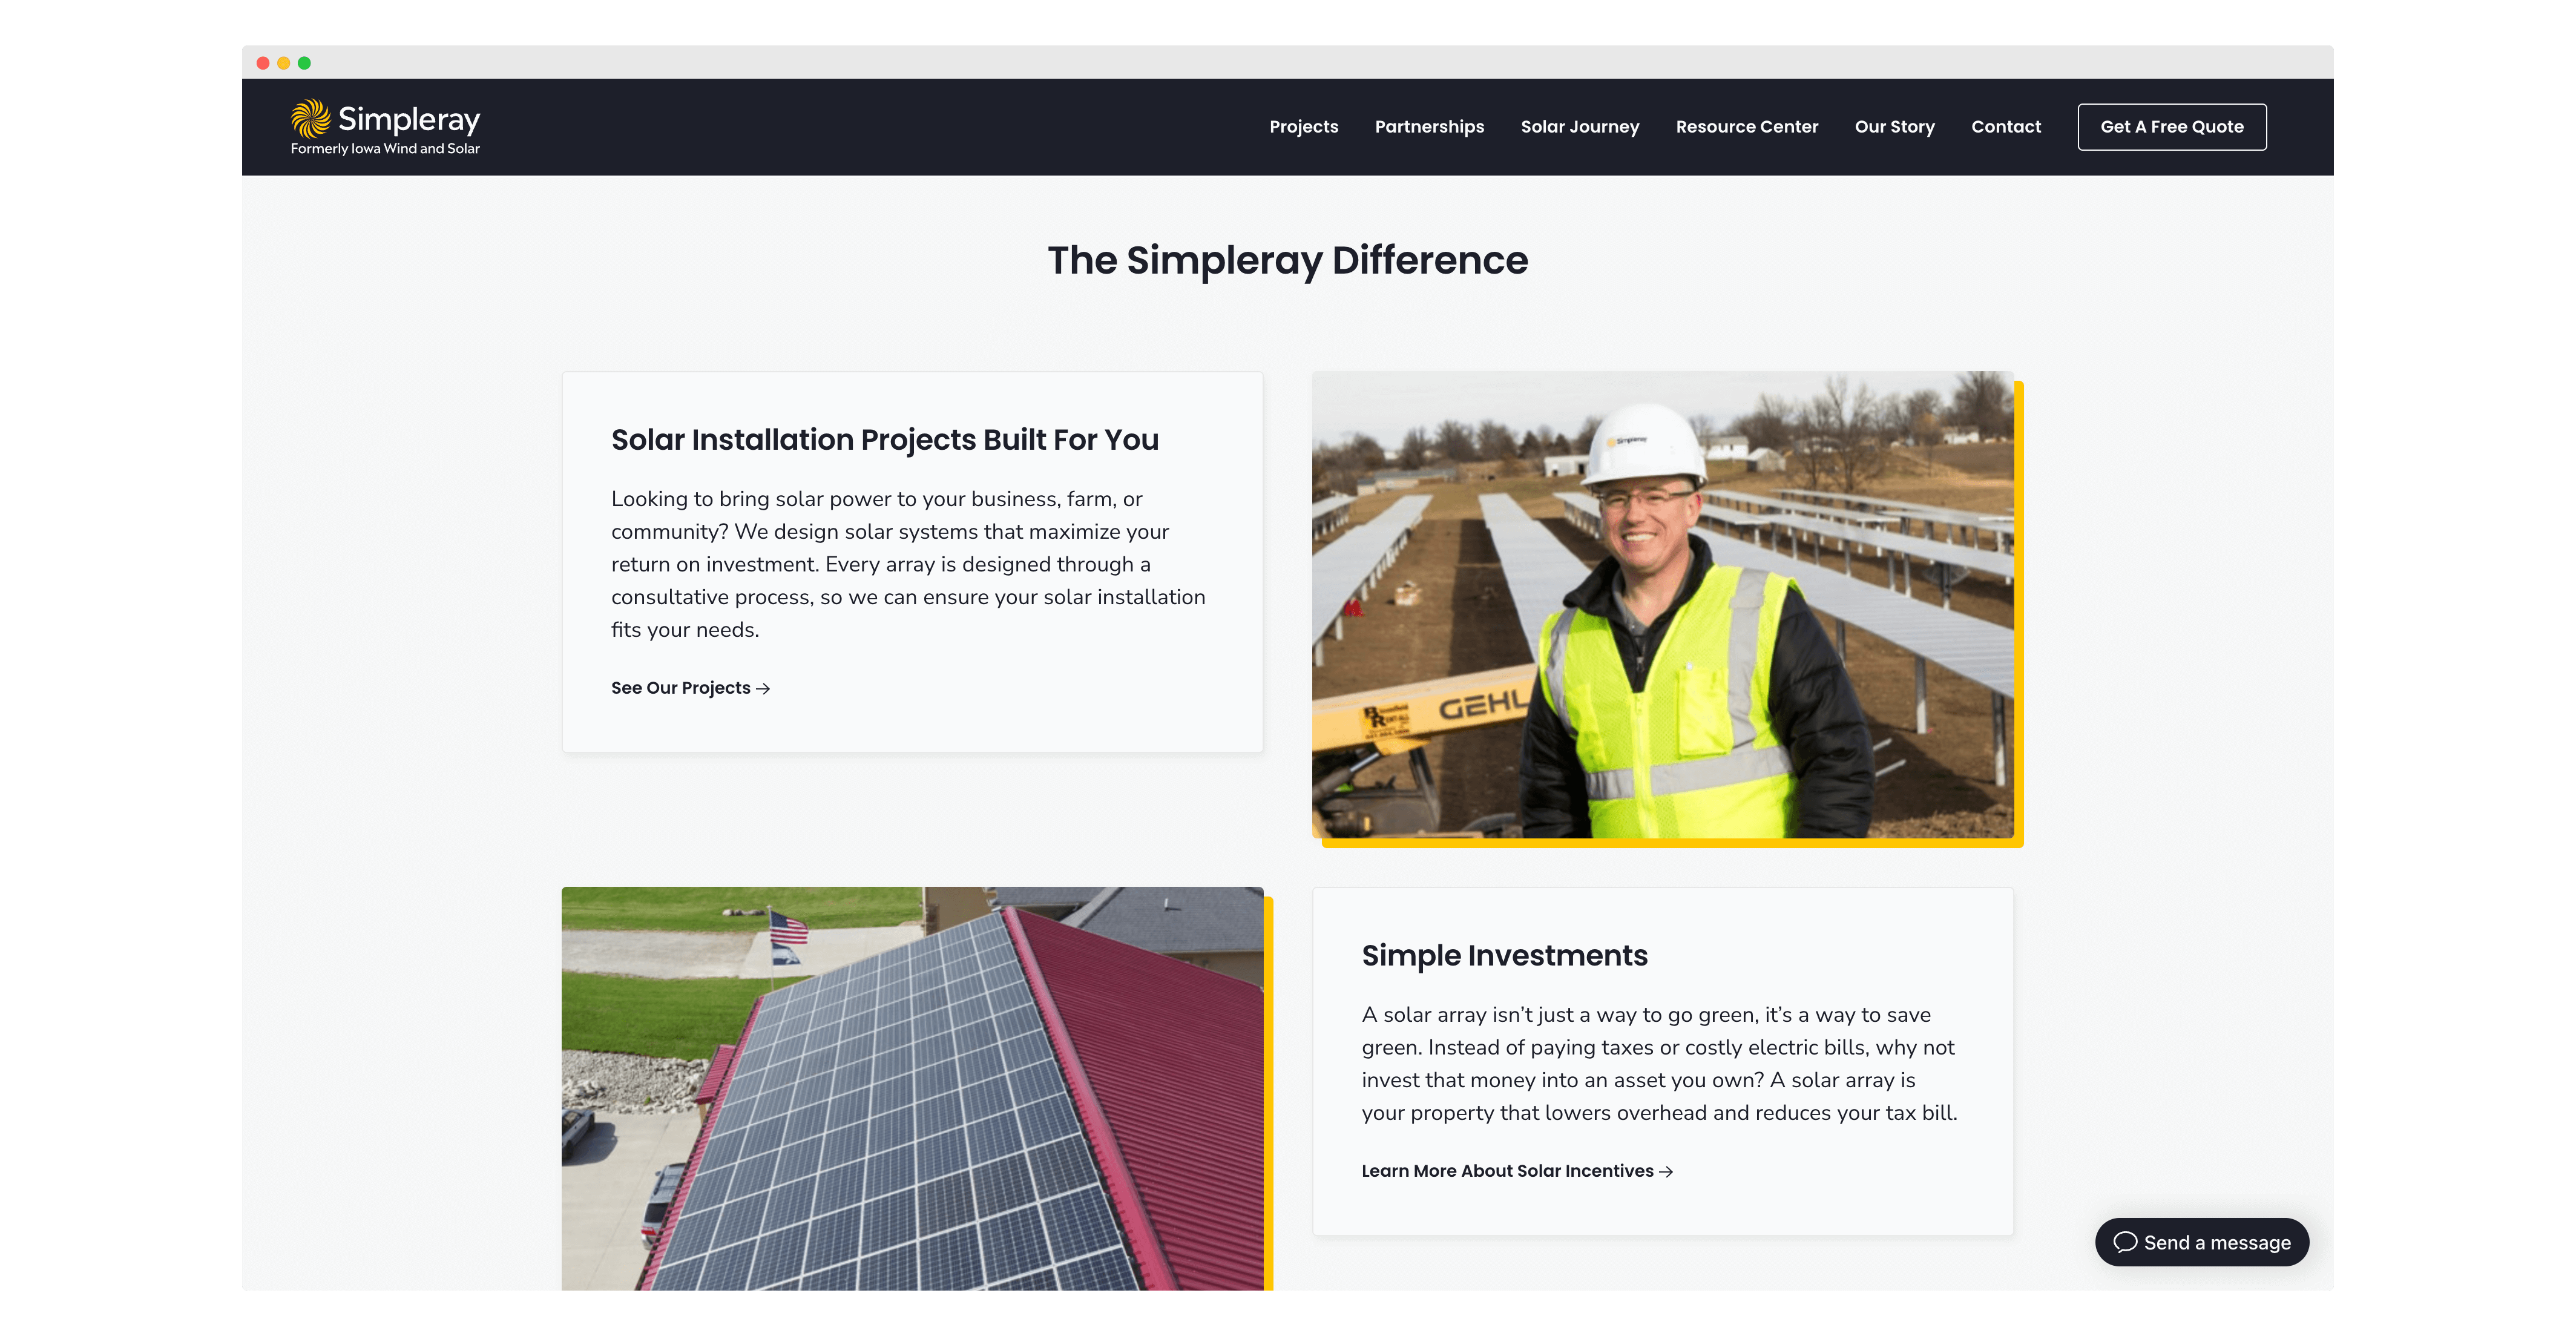 Simpleray
Formerly Iowa Wind and Solar
Projects
Partnerships
Solar Journey
Resource Center
Our Story
Contact
Get A Free Quote
The Simpleray Difference
Solar Installation Projects Built For You
Looking to bring solar power to your business, farm, or
community? We design solar systems that maximize your
return on investment. Every array is designed through a
consultative process, so we can ensure your solar installation
fits your needs.
See Our Projects →
Simpleray
GEHL
Simple Investments
A solar array isn’t just a way to go green, it’s a way to save
green. Instead of paying taxes or costly electric bills, why not
invest that money into an asset you own? A solar array is
your property that lowers overhead and reduces your tax bill.
Learn More About Solar Incentives →
Send a message